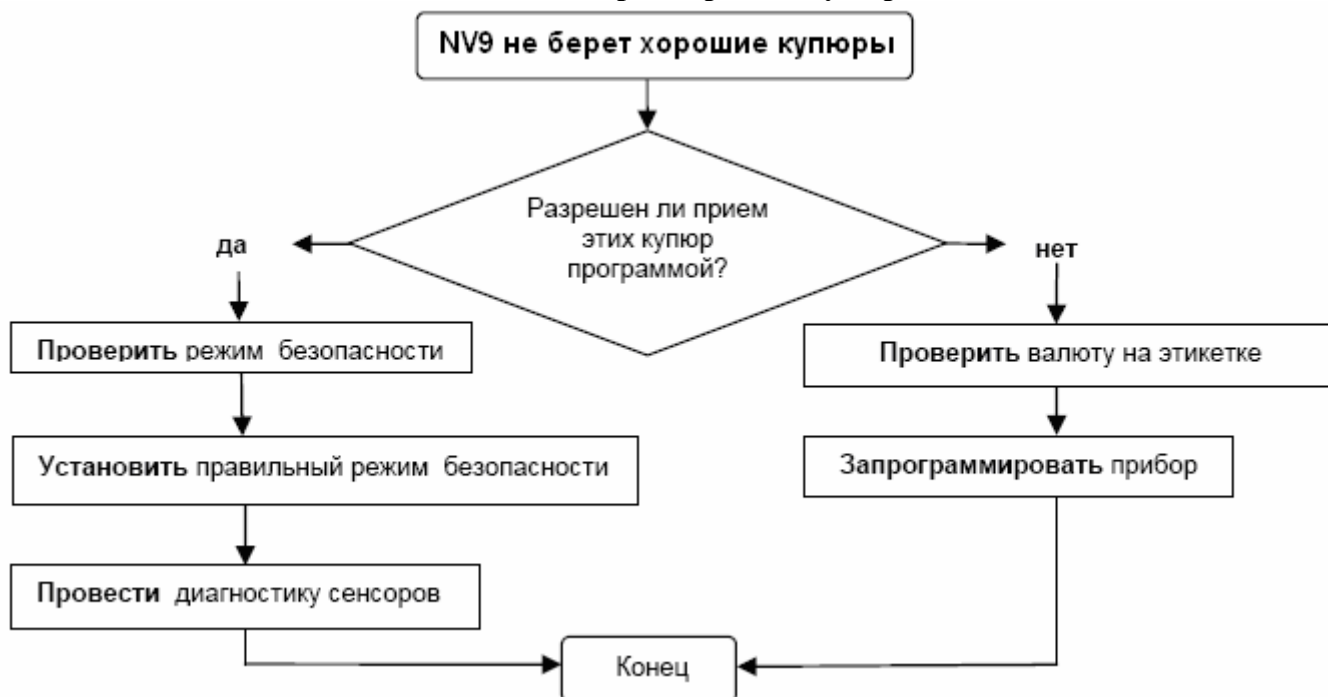 NV9 не берет хорошие купюры
Разрешен ли прием
этих купюр
программой?
да
нет
Проверить режим безопасности
Проверить валюту на этикетке
Установить правильный режим безопасности
Запрограммировать прибор
Провести диагностику сенсоров
Конец